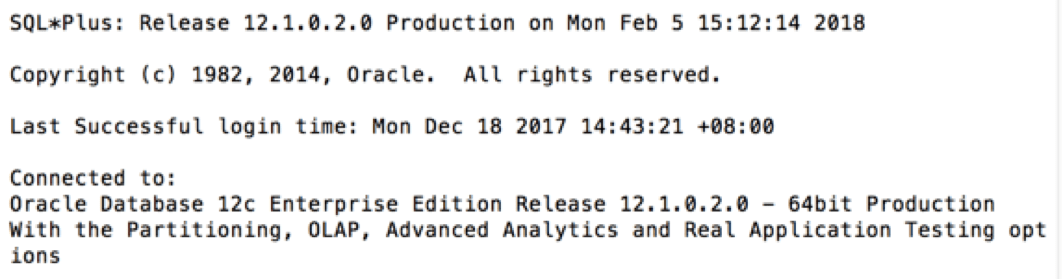 SQL*Plus: Release 12.1.0.2.0 Production on Mon Feb 5 15:12:14 2018
Copyright (c) 1982, 2014, Oracle.  All rights reserved.
Last Successful login time: Mon Dec 18 2017 14:43:21 +08:00
Connected to:
Oracle Database 12c Enterprise Edition Release 12.1.0.2.0 – 64bit Production
With the Partitioning, OLAP, Advanced Analytics and Real Application Testing opt
ions